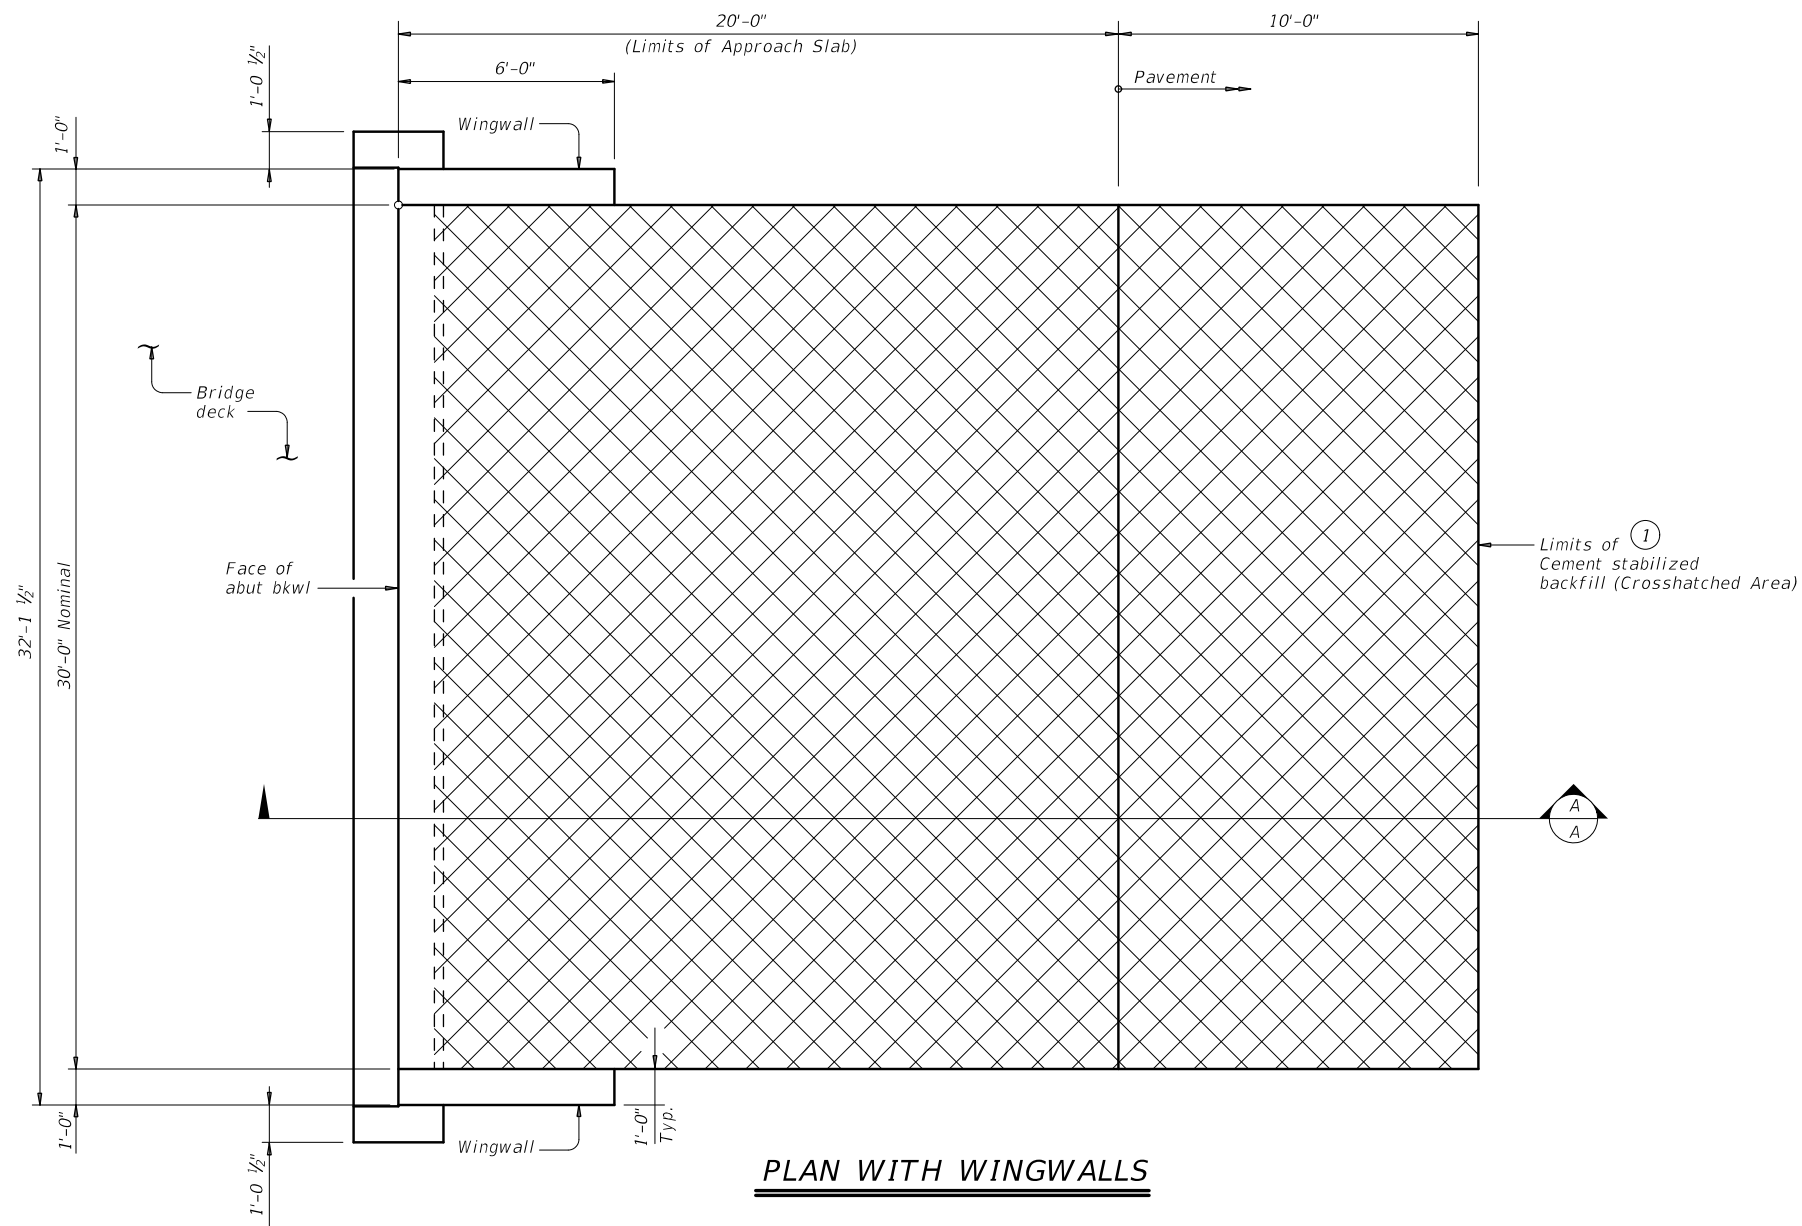 20'-0"
10'-0"
(Limits of Approach Slab)
6'-0"
Pavement
1'-0 ½"
1'-0"
Wingwall
Bridge
deck
Limits of 1
Cement stabilized
backfill (Crosshatched Area)
Face of
abut bkwl
32'-1 ½"
30'-0" Nominal
A
A
1'-0"
1'-0"
Typ.
Wingwall
1'-0 ½"
PLAN WITH WINGWALLS